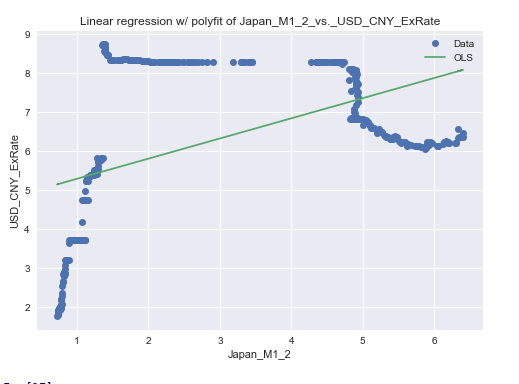 Linear regression w/ polyfit of Japan_M1_2_vs._USD_CNY_ExRate
9
8
7
6
5
4
3
2
USD_CNY_ExRate
Data
OLS
1 2 3 4 5 6
Japan_M1_2